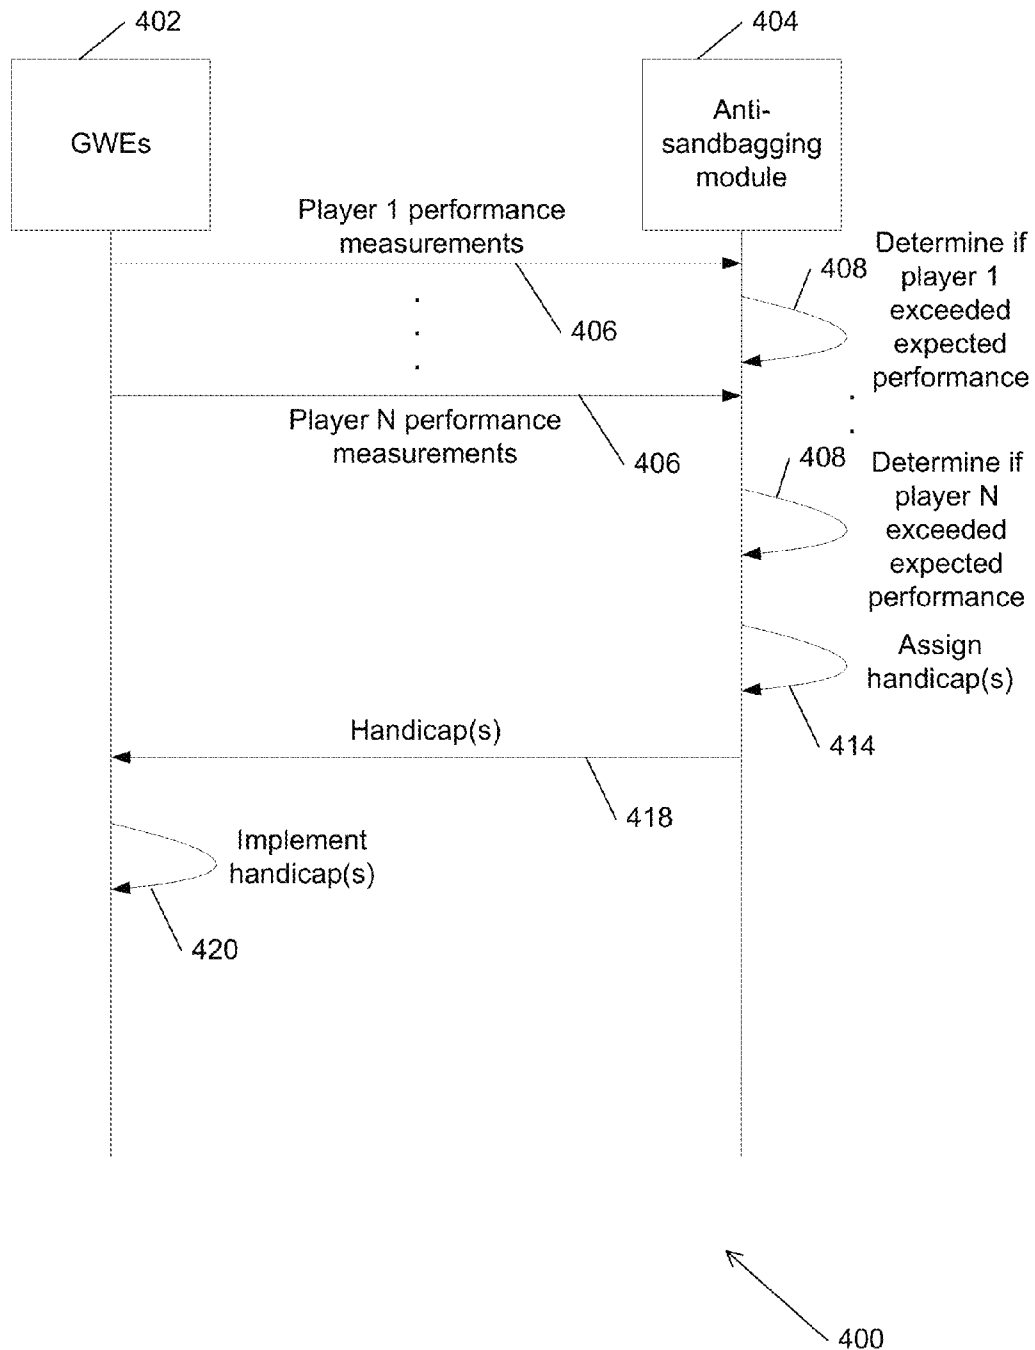 402
404
GWEs
Anti-
sandbagging
module
Player 1 performance
measurements
406
408
Determine if
player 1
exceeded
expected
performance
Player N performance
measurements
406
408
Determine if
player N
exceeded
expected
performance
Assign
handicap(s)
414
Handicap(s)
418
Implement
handicap(s)
420
400